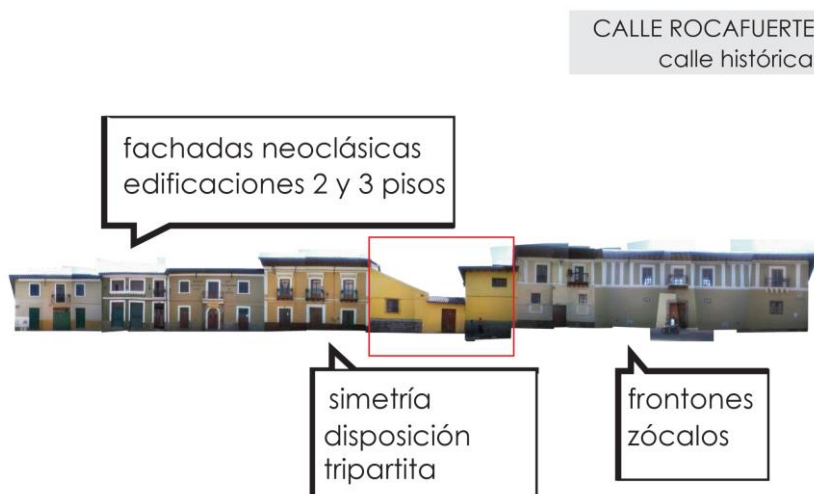 CALLE ROCAFUERTE
calle histórica
fachadas neoclásicas
edificaciones 2 y 3 pisos
simetría
disposición
tripartita
frontones
zócalos